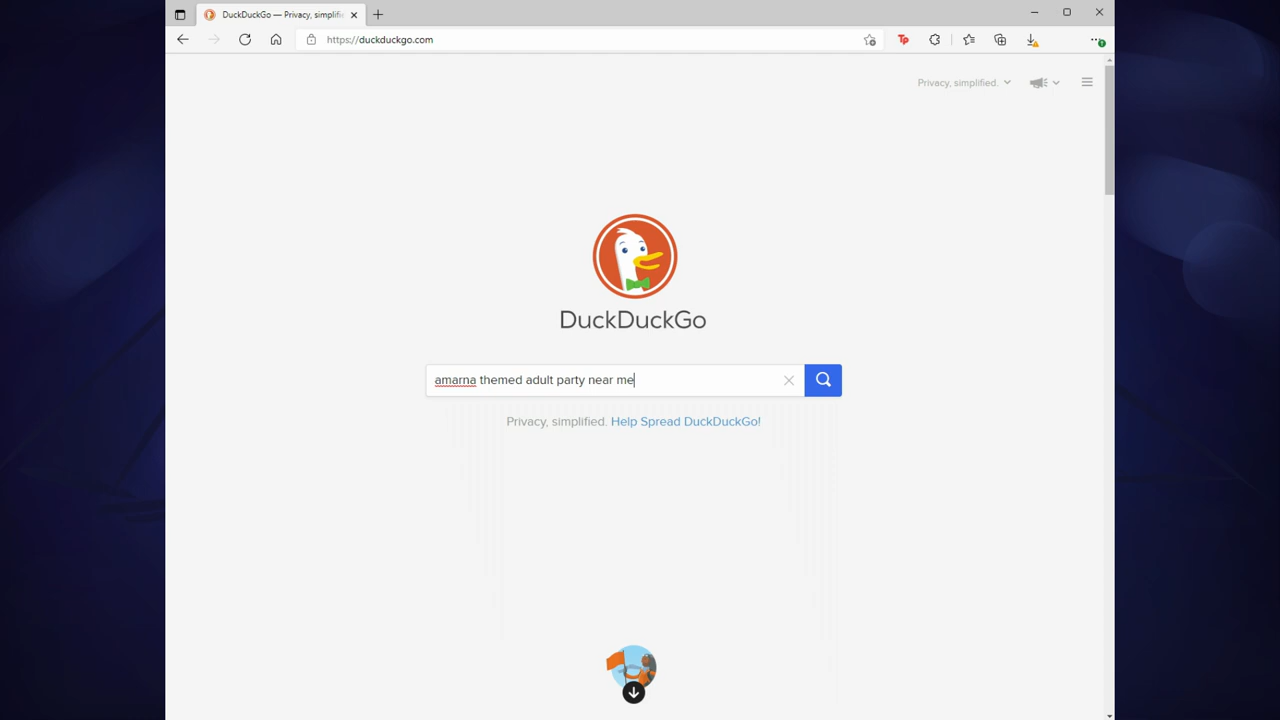 DuckDuckGo — Privacy, simplifi
https://duckduckgo.com
Privacy, simplified.
DuckDuckGo
amarna themed adult party near me
Privacy, simplified. Help Spread DuckDuckGo!